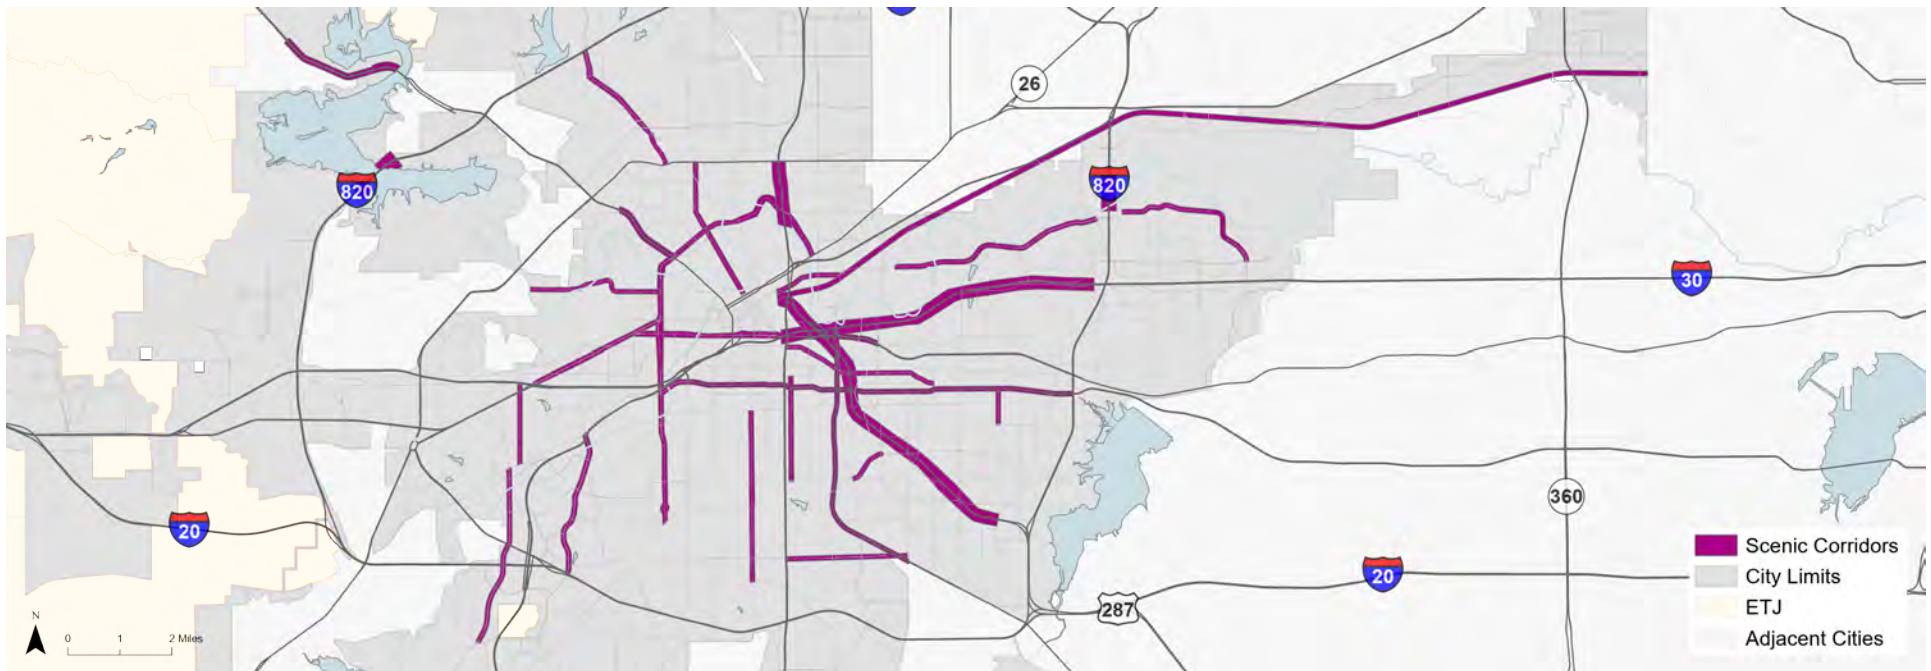 26
820
820
30
360
20
20
287
Scenic Corridors
City Limits
ETJ
Adjacent Cities
N
0 1 2 Miles